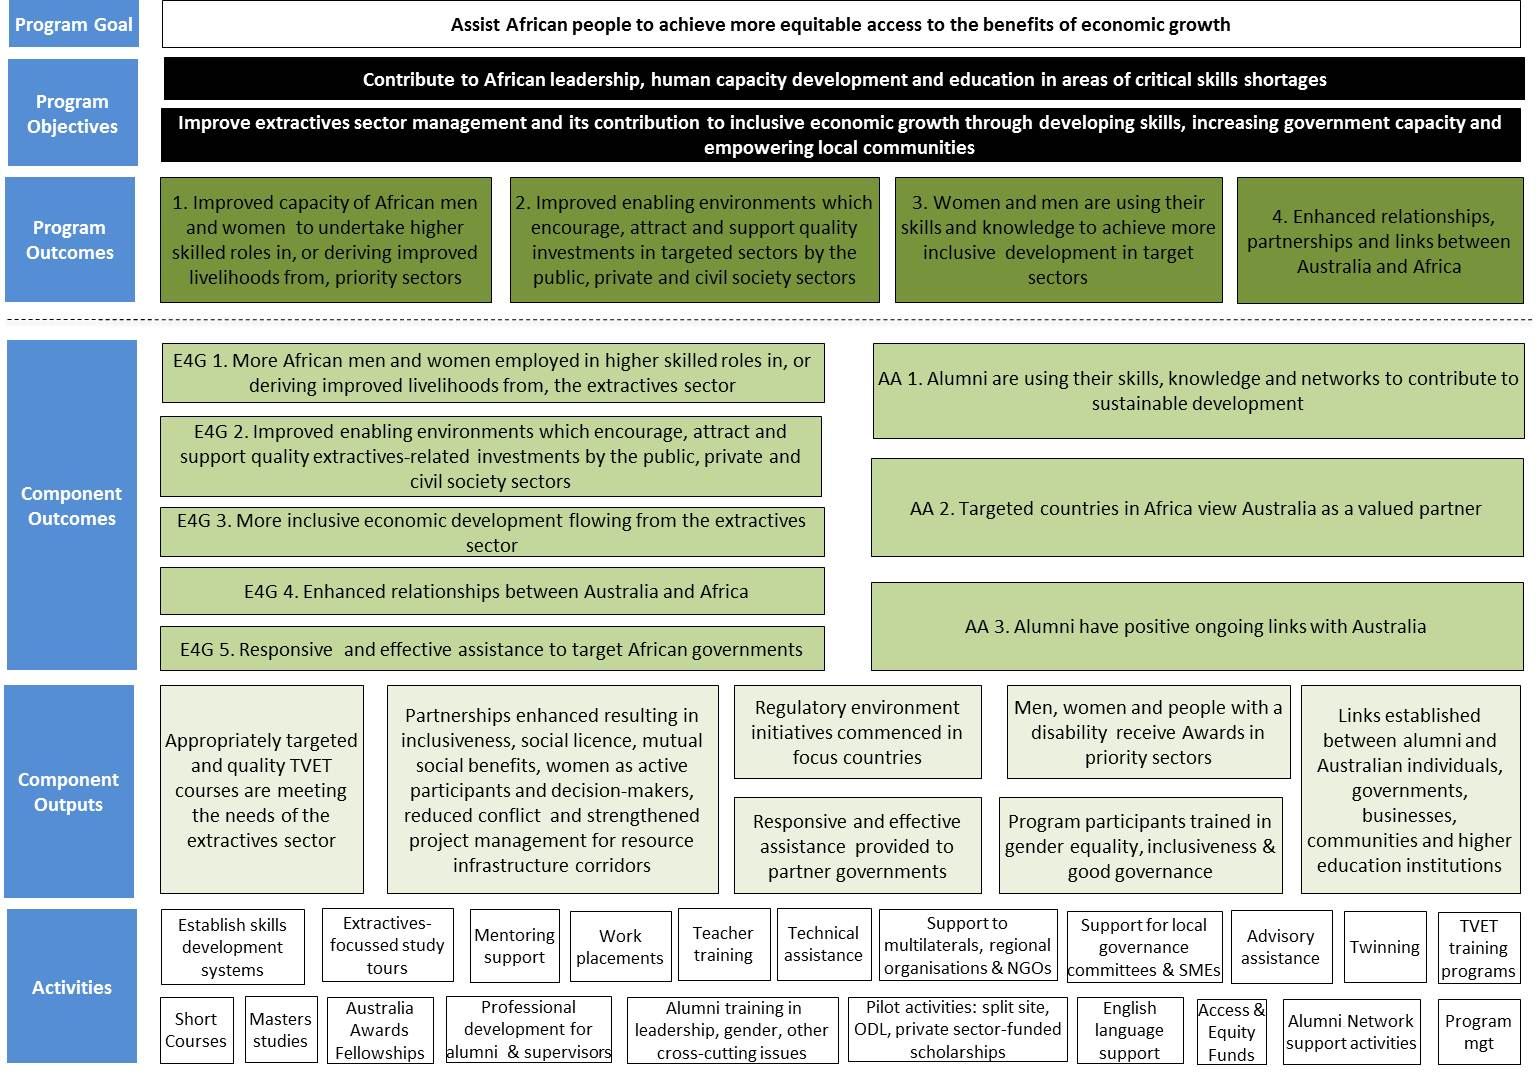 Program Goal
Assist African people to achieve more equitable access to the benefits of economic growth
Program
Objectives
Contribute to African leadership, human capacity development and education in areas of critical skills shortages
Improve extractives sector management and its contribution to inclusive economic growth through developing skills, increasing government capacity and
empowering local communities
Program
Outcomes
1. Improved capacity of African men
and women to undertake higher
skilled roles in, or deriving improved
livelihoods from, priority sectors
2. Improved enabling environments which
encourage, attract and support quality
investments in targeted sectors by the
public, private and civil society sectors
3. Women and men are using their
skills and knowledge to achieve more
inclusive development in target
sectors
4. Enhanced relationships,
partnerships and links between
Australia and Africa
Component
Outcomes
E4G 1. More African men and women employed in higher skilled roles in, or
deriving improved livelihoods from, the extractives sector
E4G 2. Improved enabling environments which encourage, attract and
support quality extractives-related investments by the public, private and
civil society sectors
E4G 3. More inclusive economic development flowing from the extractives
sector
E4G 4. Enhanced relationships between Australia and Africa
E4G 5. Responsive and effective assistance to target African governments
AA 1. Alumni are using their skills, knowledge and networks to contribute to
sustainable development
AA 2. Targeted countries in Africa view Australia as a valued partner
AA 3. Alumni have positive ongoing links with Australia
Component
Outputs
Appropriately targeted
and quality TVET
courses are meeting
the needs of the
extractives sector
Partnerships enhanced resulting in
inclusiveness, social licence, mutual
social benefits, women as active
participants and decision-makers,
reduced conflict and strengthened
project management for resource
infrastructure corridors
Regulatory environment
initiatives commenced in
focus countries
Responsive and effective
assistance provided to
partner governments
Men, women and people with a
disability receive Awards in
priority sectors
Program participants trained in
gender equality, inclusiveness &
good governance
Links established
between alumni and
Australian individuals,
governments,
businesses,
communities and higher
education institutions
Activities
Establish skills
development
systems
Extractives-
focussed study
tours
Mentoring
support
Work
placements
Teacher
training
Technical
assistance
Support to
multilaterals, regional
organisations & NGOs
Support for local
governance
committees & SMEs
Advisory
assistance
Twinning
TVET
training
programs
Short
Courses
Masters
studies
Australia
Awards
Fellowships
Professional
development for
alumni & supervisors
Alumni training in
leadership, gender, other
cross-cutting issues
Pilot activities: split site,
ODL, private sector-funded
scholarships
English
language
support
Access &
Equity
Funds
Alumni Network
support activities
Program
mgt